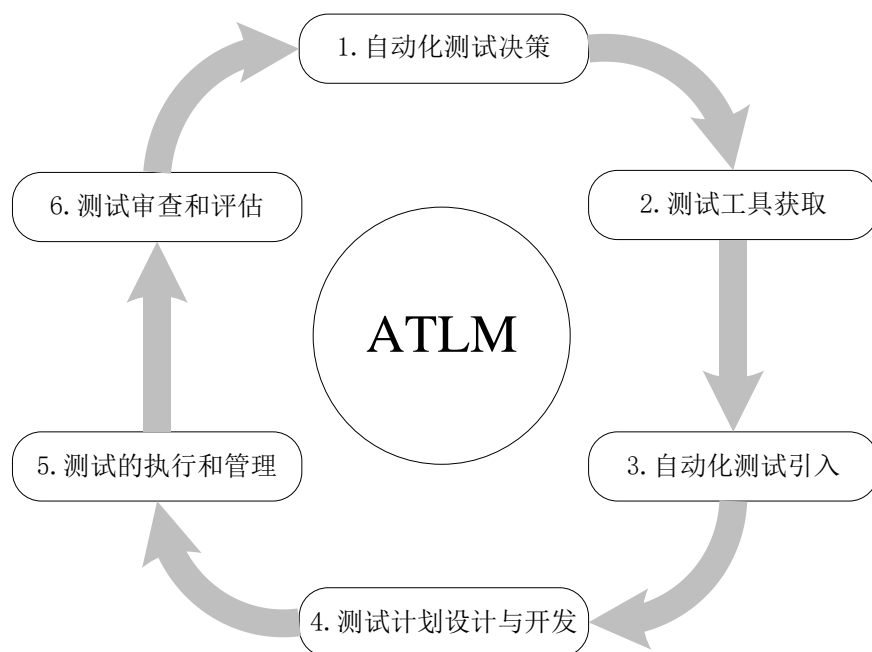 1.自动化测试决策
2.测试工具获取
3.自动化测试引入
4.测试计划设计与开发
5.测试的执行和管理
6.测试审查和评估
ATLM